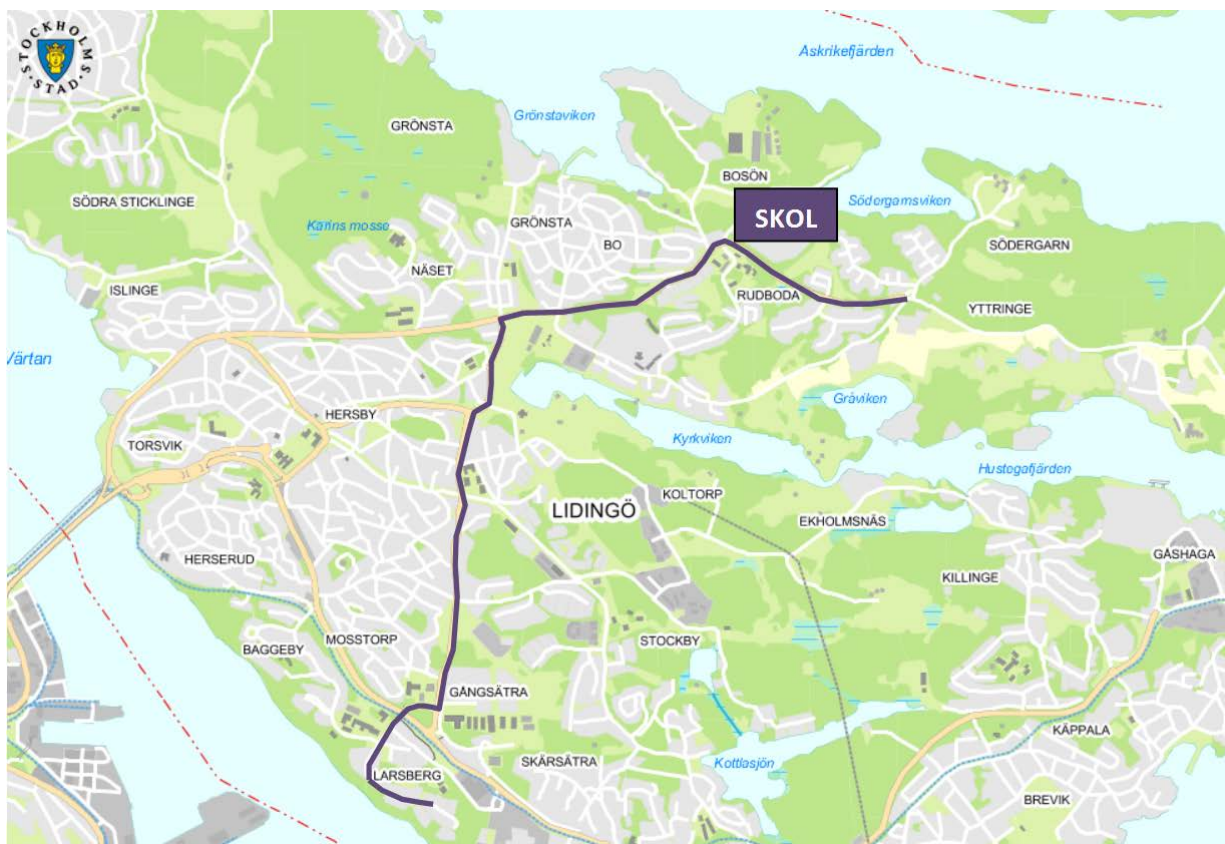 STOCKHOLMS
STAD
Askrikefjärden
Grönstaviken
GRÖNSTA
BOSÖN
SÖDRA STICKLINGE
SKOL
Södergarnsviken
Kärins mosse
GRÖNSTA
BO
SÖDERGARN
NÄSET
ISLINGE
RUDBODA
YTTRINGE
Värtan
Gråviken
HERSBY
TORSVIK
Kyrkviken
Hustegafjärden
KOLTORP
LIDINGÖ
EKHOLMSNÄS
HERSERUD
GÅSHAGA
KILLINGE
MOSSTORP
STOCKBY
BAGGEBY
GÅNGSÄTRA
KÄPPALA
SKÄRSÄTRA
Kottlasjön
LARSBERG
BREVIK